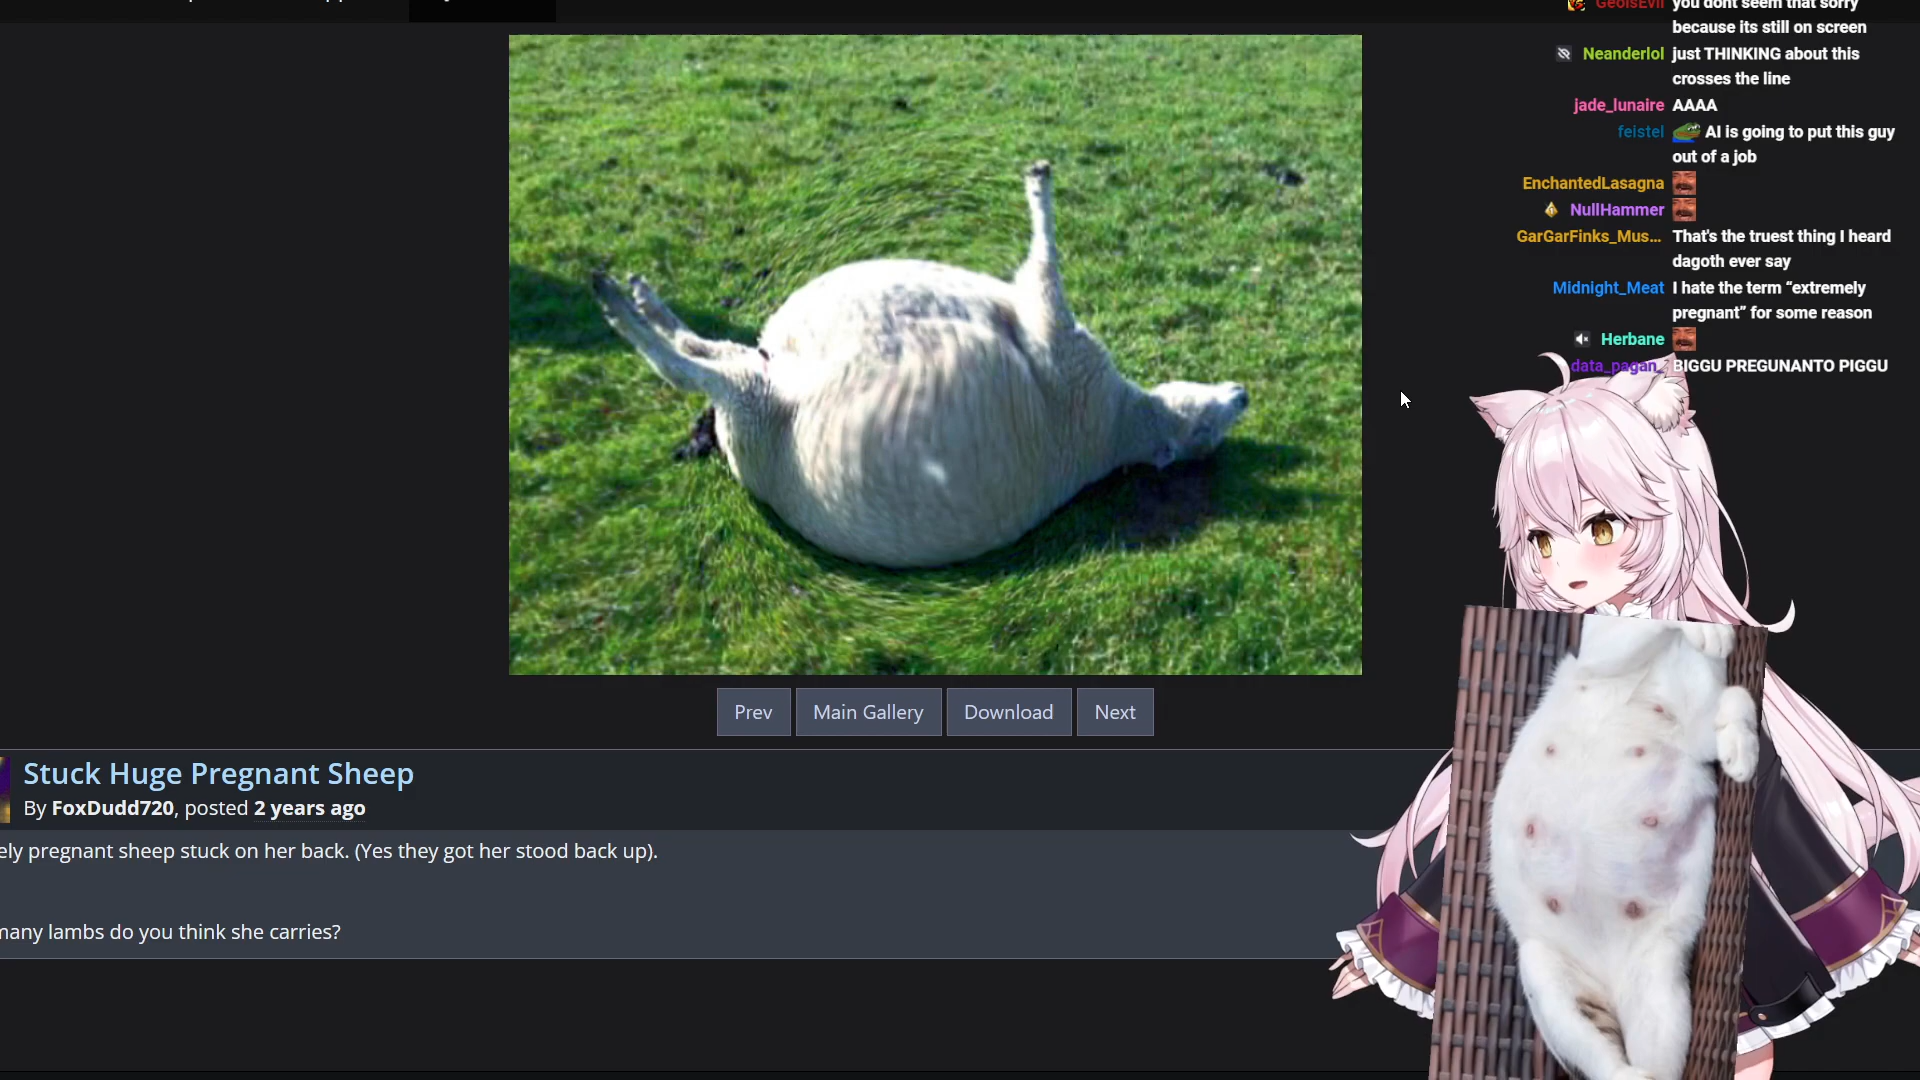 GeoisEvil you dont seem that sorry
because its still on screen
Neanderlol just THINKING about this
crosses the line
jade_lunaire AAAA
feistel AI is going to put this guy
out of a job
EnchantedLasagna
NullHammer
GarGarFinks_Mus... That's the truest thing I heard
dagoth ever say
Midnight_Meat I hate the term “extremely
pregnant” for some reason
Herbane
data_pagan_ BIGGU PREGUNANTO PIGGU
Prev Main Gallery Download Next
Stuck Huge Pregnant Sheep
By FoxDudd720, posted 2 years ago
ely pregnant sheep stuck on her back. (Yes they got her stood back up).
many lambs do you think she carries?